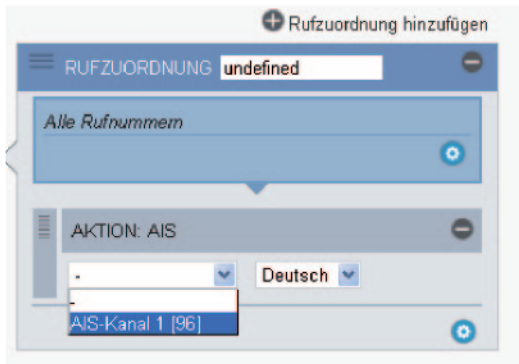 Rufzuordnung hinzufügen
RUFZUORDNUNG undefined
Alle Rufnummern
AKTION: AIS
- Deutsch
-
AIS-Kanal 1 [96]